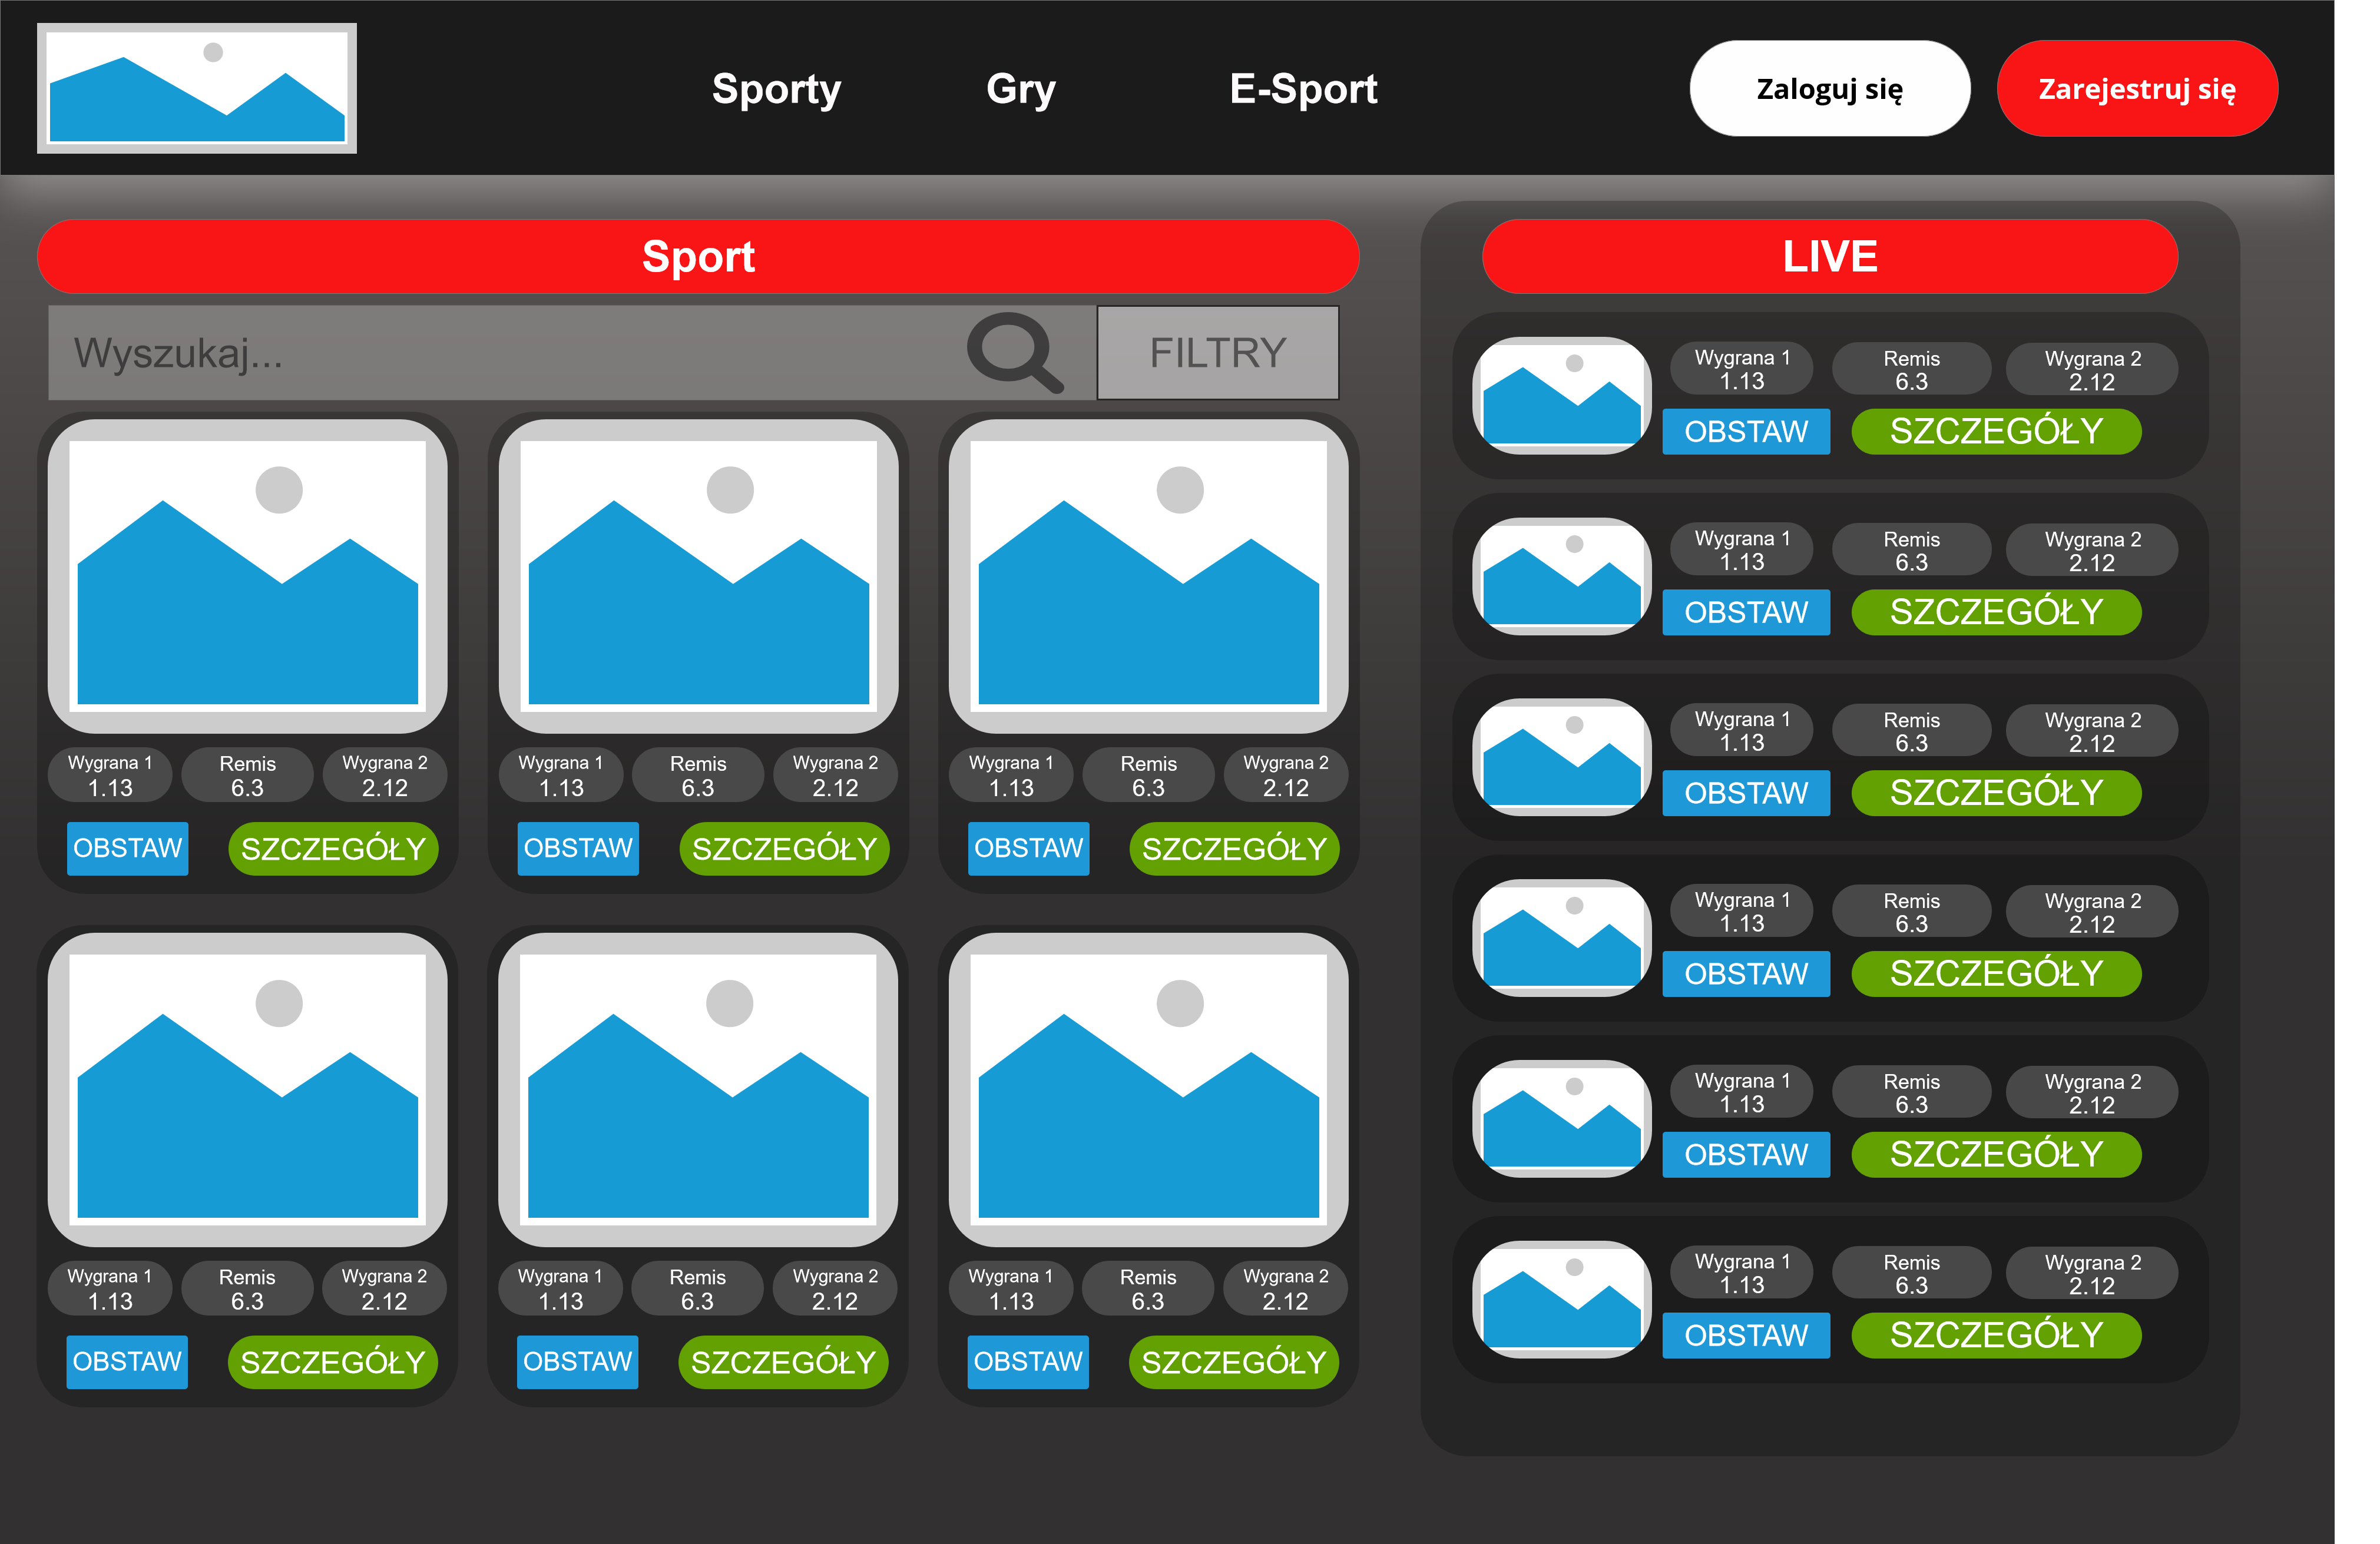 Sporty Gry E-Sport Zaloguj się Zarejestruj się
Sport
Wyszukaj... FILTRY
Wygrana 1 Remis Wygrana 2
1.13 6.3 2.12
OBSTAW SZCZEGÓŁY
Wygrana 1 Remis Wygrana 2
1.13 6.3 2.12
OBSTAW SZCZEGÓŁY
Wygrana 1 Remis Wygrana 2
1.13 6.3 2.12
OBSTAW SZCZEGÓŁY
Wygrana 1 Remis Wygrana 2
1.13 6.3 2.12
OBSTAW SZCZEGÓŁY
Wygrana 1 Remis Wygrana 2
1.13 6.3 2.12
OBSTAW SZCZEGÓŁY
Wygrana 1 Remis Wygrana 2
1.13 6.3 2.12
OBSTAW SZCZEGÓŁY
LIVE
Wygrana 1 Remis Wygrana 2
1.13 6.3 2.12
OBSTAW SZCZEGÓŁY
Wygrana 1 Remis Wygrana 2
1.13 6.3 2.12
OBSTAW SZCZEGÓŁY
Wygrana 1 Remis Wygrana 2
1.13 6.3 2.12
OBSTAW SZCZEGÓŁY
Wygrana 1 Remis Wygrana 2
1.13 6.3 2.12
OBSTAW SZCZEGÓŁY
Wygrana 1 Remis Wygrana 2
1.13 6.3 2.12
OBSTAW SZCZEGÓŁY
Wygrana 1 Remis Wygrana 2
1.13 6.3 2.12
OBSTAW SZCZEGÓŁY